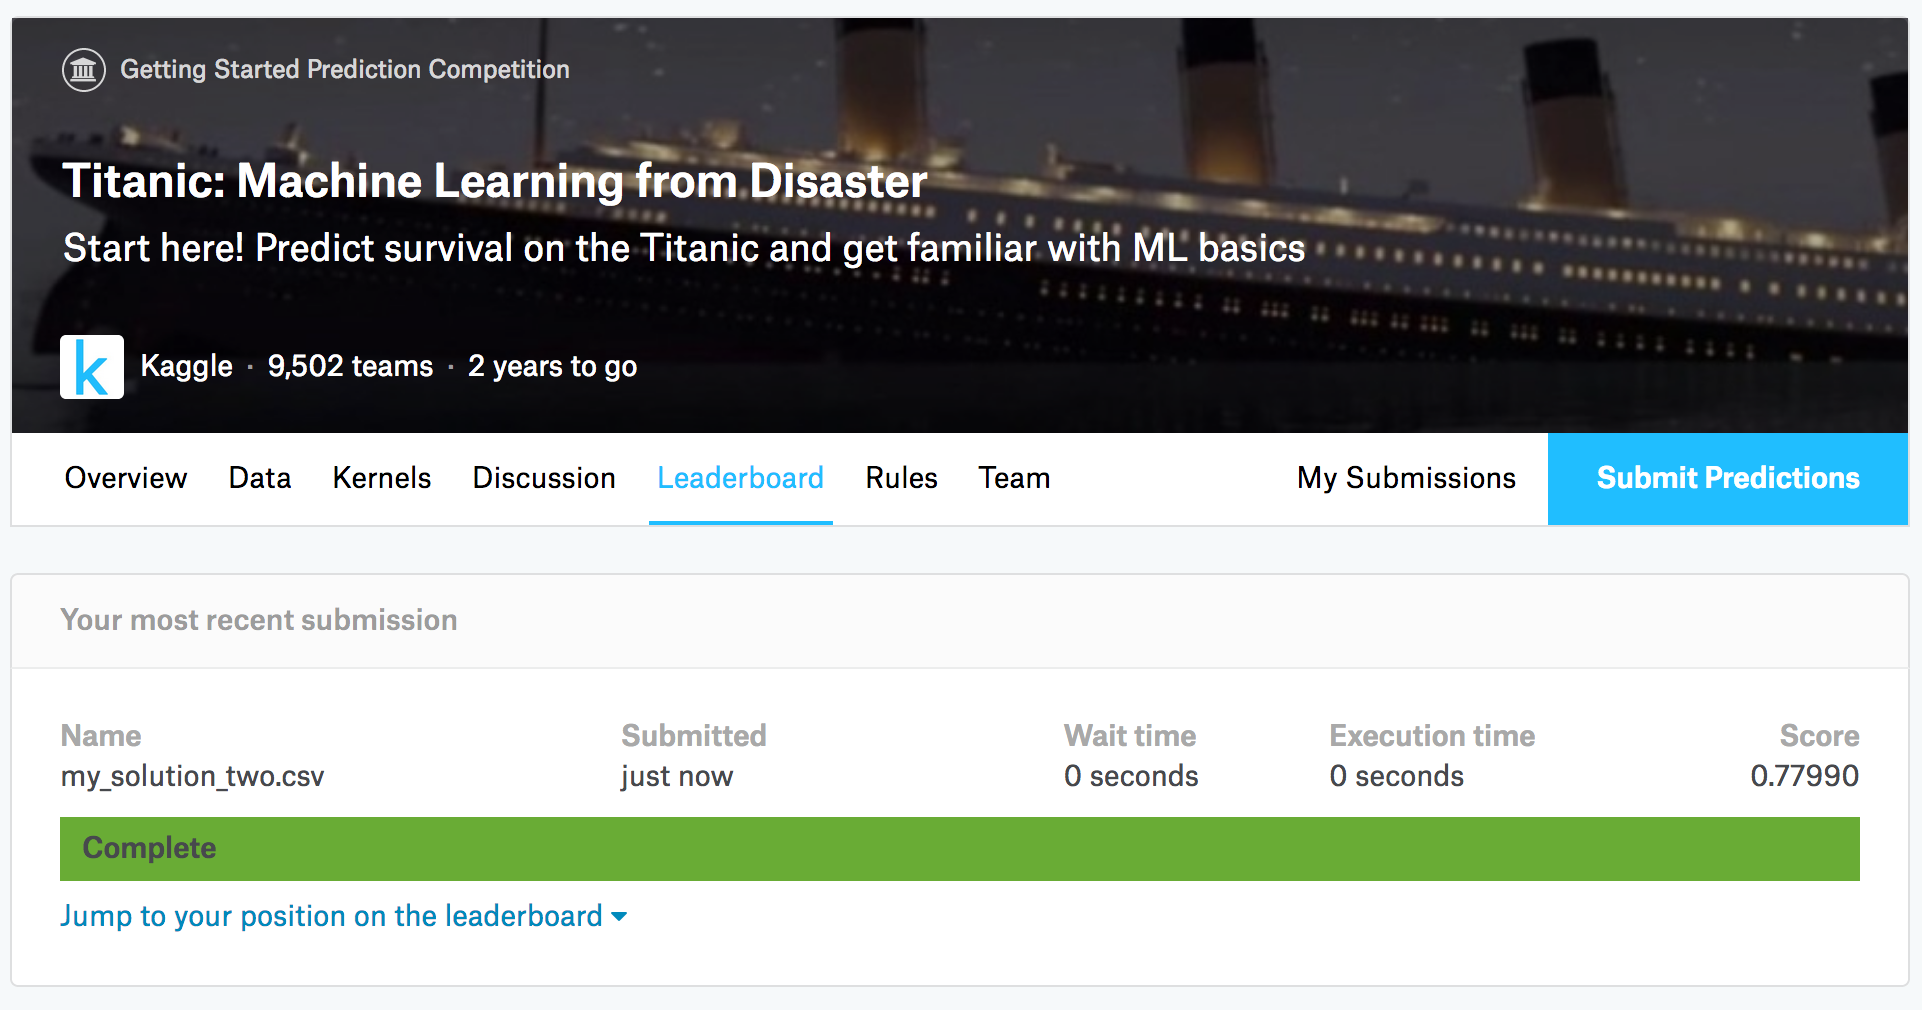 Getting Started Prediction Competition
Titanic: Machine Learning from Disaster
Start here! Predict survival on the Titanic and get familiar with ML basics
k Kaggle · 9,502 teams · 2 years to go
Overview Data Kernels Discussion Leaderboard Rules Team My Submissions Submit Predictions
Your most recent submission
Name Submitted Wait time Execution time Score
my_solution_two.csv just now 0 seconds 0 seconds 0.77990
Complete
Jump to your position on the leaderboard